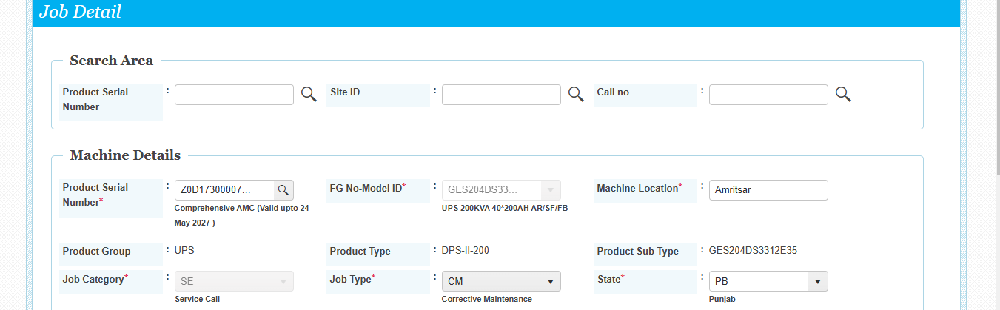 Job Detail
Search Area
Product Serial Number : Site ID : Call no :
Machine Details
Product Serial Number* : Z0D17300007... FG No-Model ID* : GES204DS33... Machine Location* : Amritsar
Comprehensive AMC (Valid upto 24 May 2027 ) UPS 200KVA 40*200AH AR/SF/FB
Product Group : UPS Product Type : DPS-II-200 Product Sub Type : GES204DS3312E35
Job Category* : SE Job Type* : CM State* : PB
Service Call Corrective Maintenance Punjab